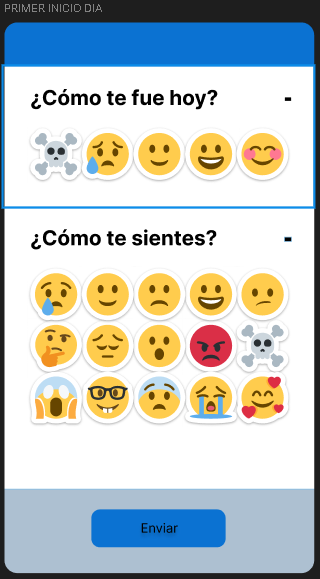 PRIMER INICIO DIA
¿Cómo te fue hoy? -
¿Cómo te sientes? -
Enviar